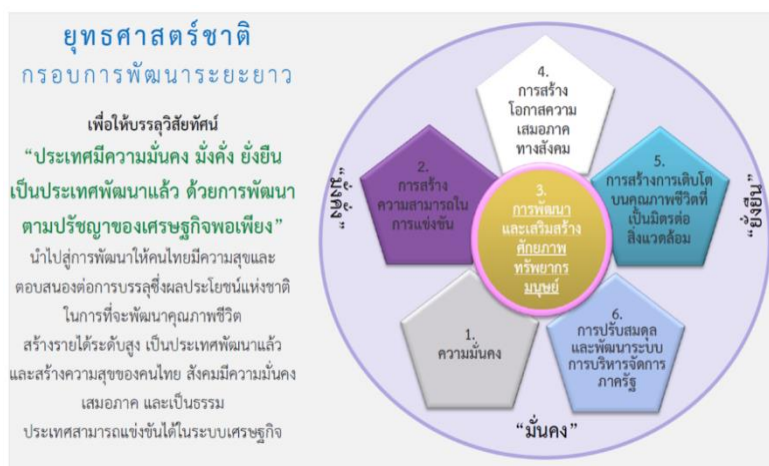 ยุทธศาสตร์ชาติ
กรอบการพัฒนาระยะยาว
เพื่อให้บรรลุวิสัยทัศน์
“ประเทศมีความมั่นคง มั่งคั่ง ยั่งยืน
เป็นประเทศพัฒนาแล้ว ด้วยการพัฒนา
ตามปรัชญาของเศรษฐกิจพอเพียง”
นำไปสู่การพัฒนาให้คนไทยมีความสุขและ
ตอบสนองต่อการบรรลุซึ่งผลประโยชน์แห่งชาติ
ในการที่จะพัฒนาคุณภาพชีวิต
สร้างรายได้ระดับสูง เป็นประเทศพัฒนาแล้ว
และสร้างความสุขของคนไทย สังคมมีความมั่นคง
เสมอภาค และเป็นธรรม
ประเทศสามารถแข่งขันได้ในระบบเศรษฐกิจ
4.
การสร้าง
โอกาสความ
เสมอภาค
ทางสังคม
“มั่งคั่ง”
2.
การสร้าง
ความสามารถใน
การแข่งขัน
3.
การพัฒนา
และเสริมสร้าง
ศักยภาพ
ทรัพยากร
มนุษย์
5.
การสร้างการเติบโต
บนคุณภาพชีวิตที่
เป็นมิตรต่อ
สิ่งแวดล้อม
“ยั่งยืน”
1.
ความมั่นคง
6.
การปรับสมดุล
และพัฒนาระบบ
การบริหารจัดการ
ภาครัฐ
“มั่นคง”